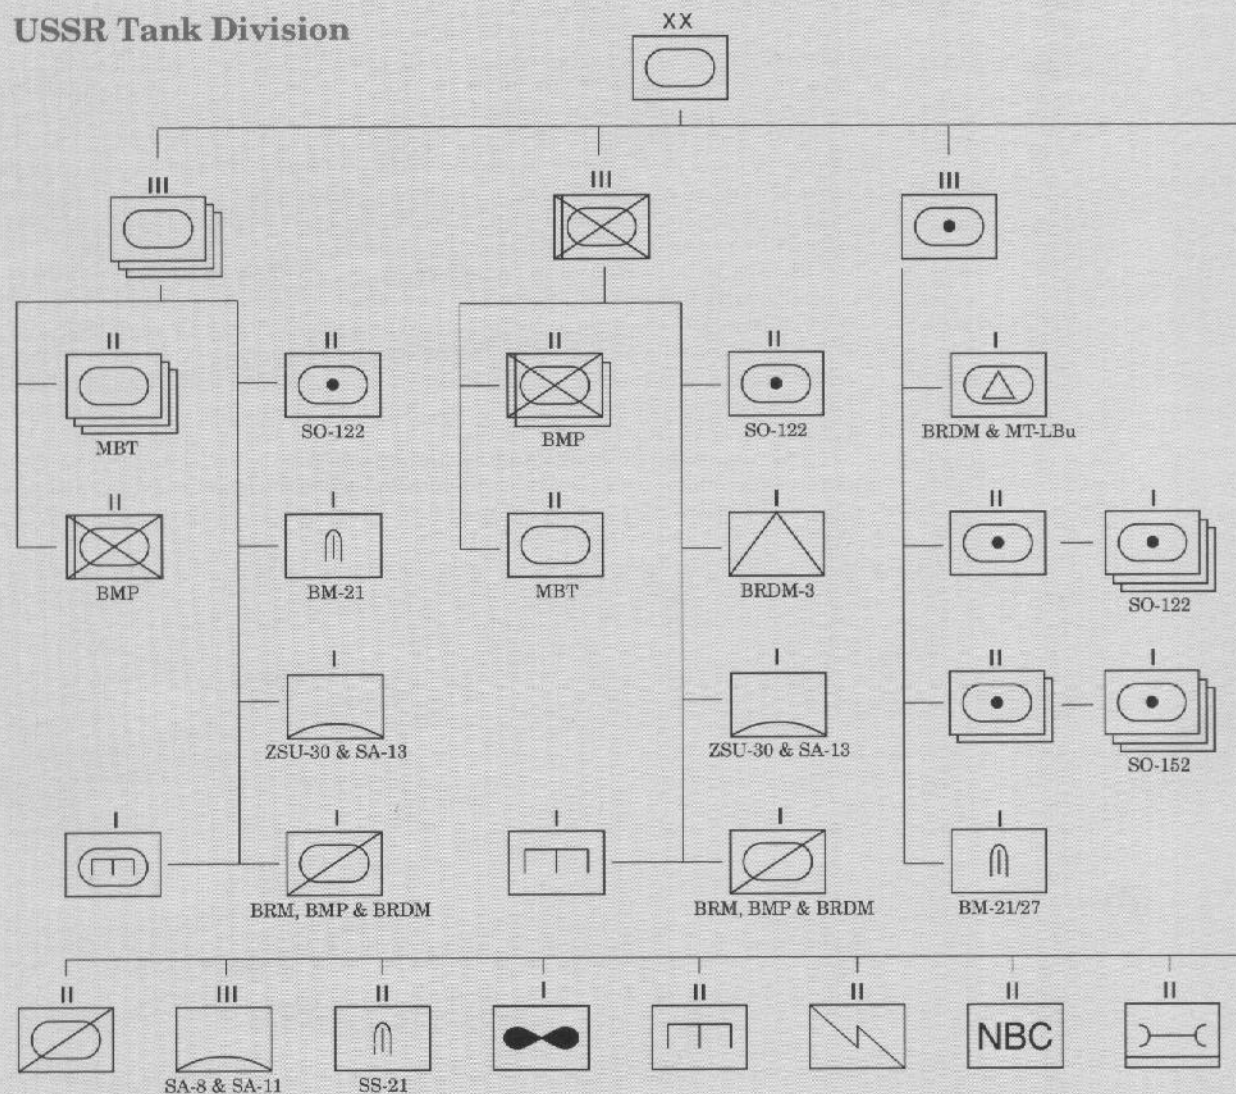 USSR Tank Division
XX
III
III
III
II
II
II
II
I
MBT
SO-122
BMP
SO-122
BRDM & MT-LBu
II
I
II
I
II
I
BMP
BM-21
MBT
BRDM-3
SO-122
I
I
II
I
ZSU-30 & SA-13
ZSU-30 & SA-13
SO-152
I
I
I
I
I
BRM, BMP & BRDM
BRM, BMP & BRDM
BM-21/27
II
III
II
I
II
II
II
II
NBC
SA-8 & SA-11
SS-21